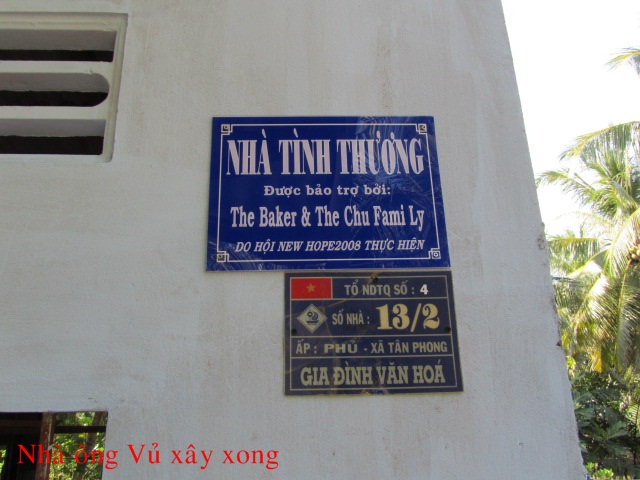 NHÀ TÌNH THƯƠNG
Được bảo trợ bởi:
The Baker & The Chu Fami Ly
DO HỘI NEW HOPE2008 THỰC HIỆN
TỔ NDTQ SỐ : 4
SỐ NHÀ : 13/2
ẤP : PHÚ - XÃ TÂN PHONG
GIA ĐÌNH VĂN HOÁ
Nhà ông Vủ xây xong